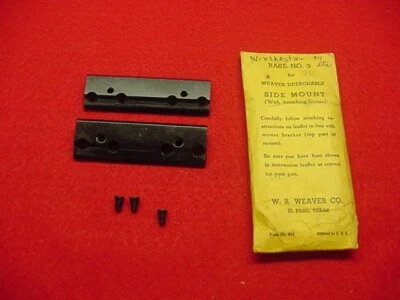 BASE NO. 3
for
WEAVER DETACHABLE
SIDE MOUNT
(With Attaching Screws)
Carefully follow attaching in-
structions on leaflet in box with
mount bracket (top part of
mount).
Be sure you have base shown
in instruction leaflet as correct
for your gun.
W. R. WEAVER CO.
EL PASO, TEXAS
Form No.
Printed in U. S. A.